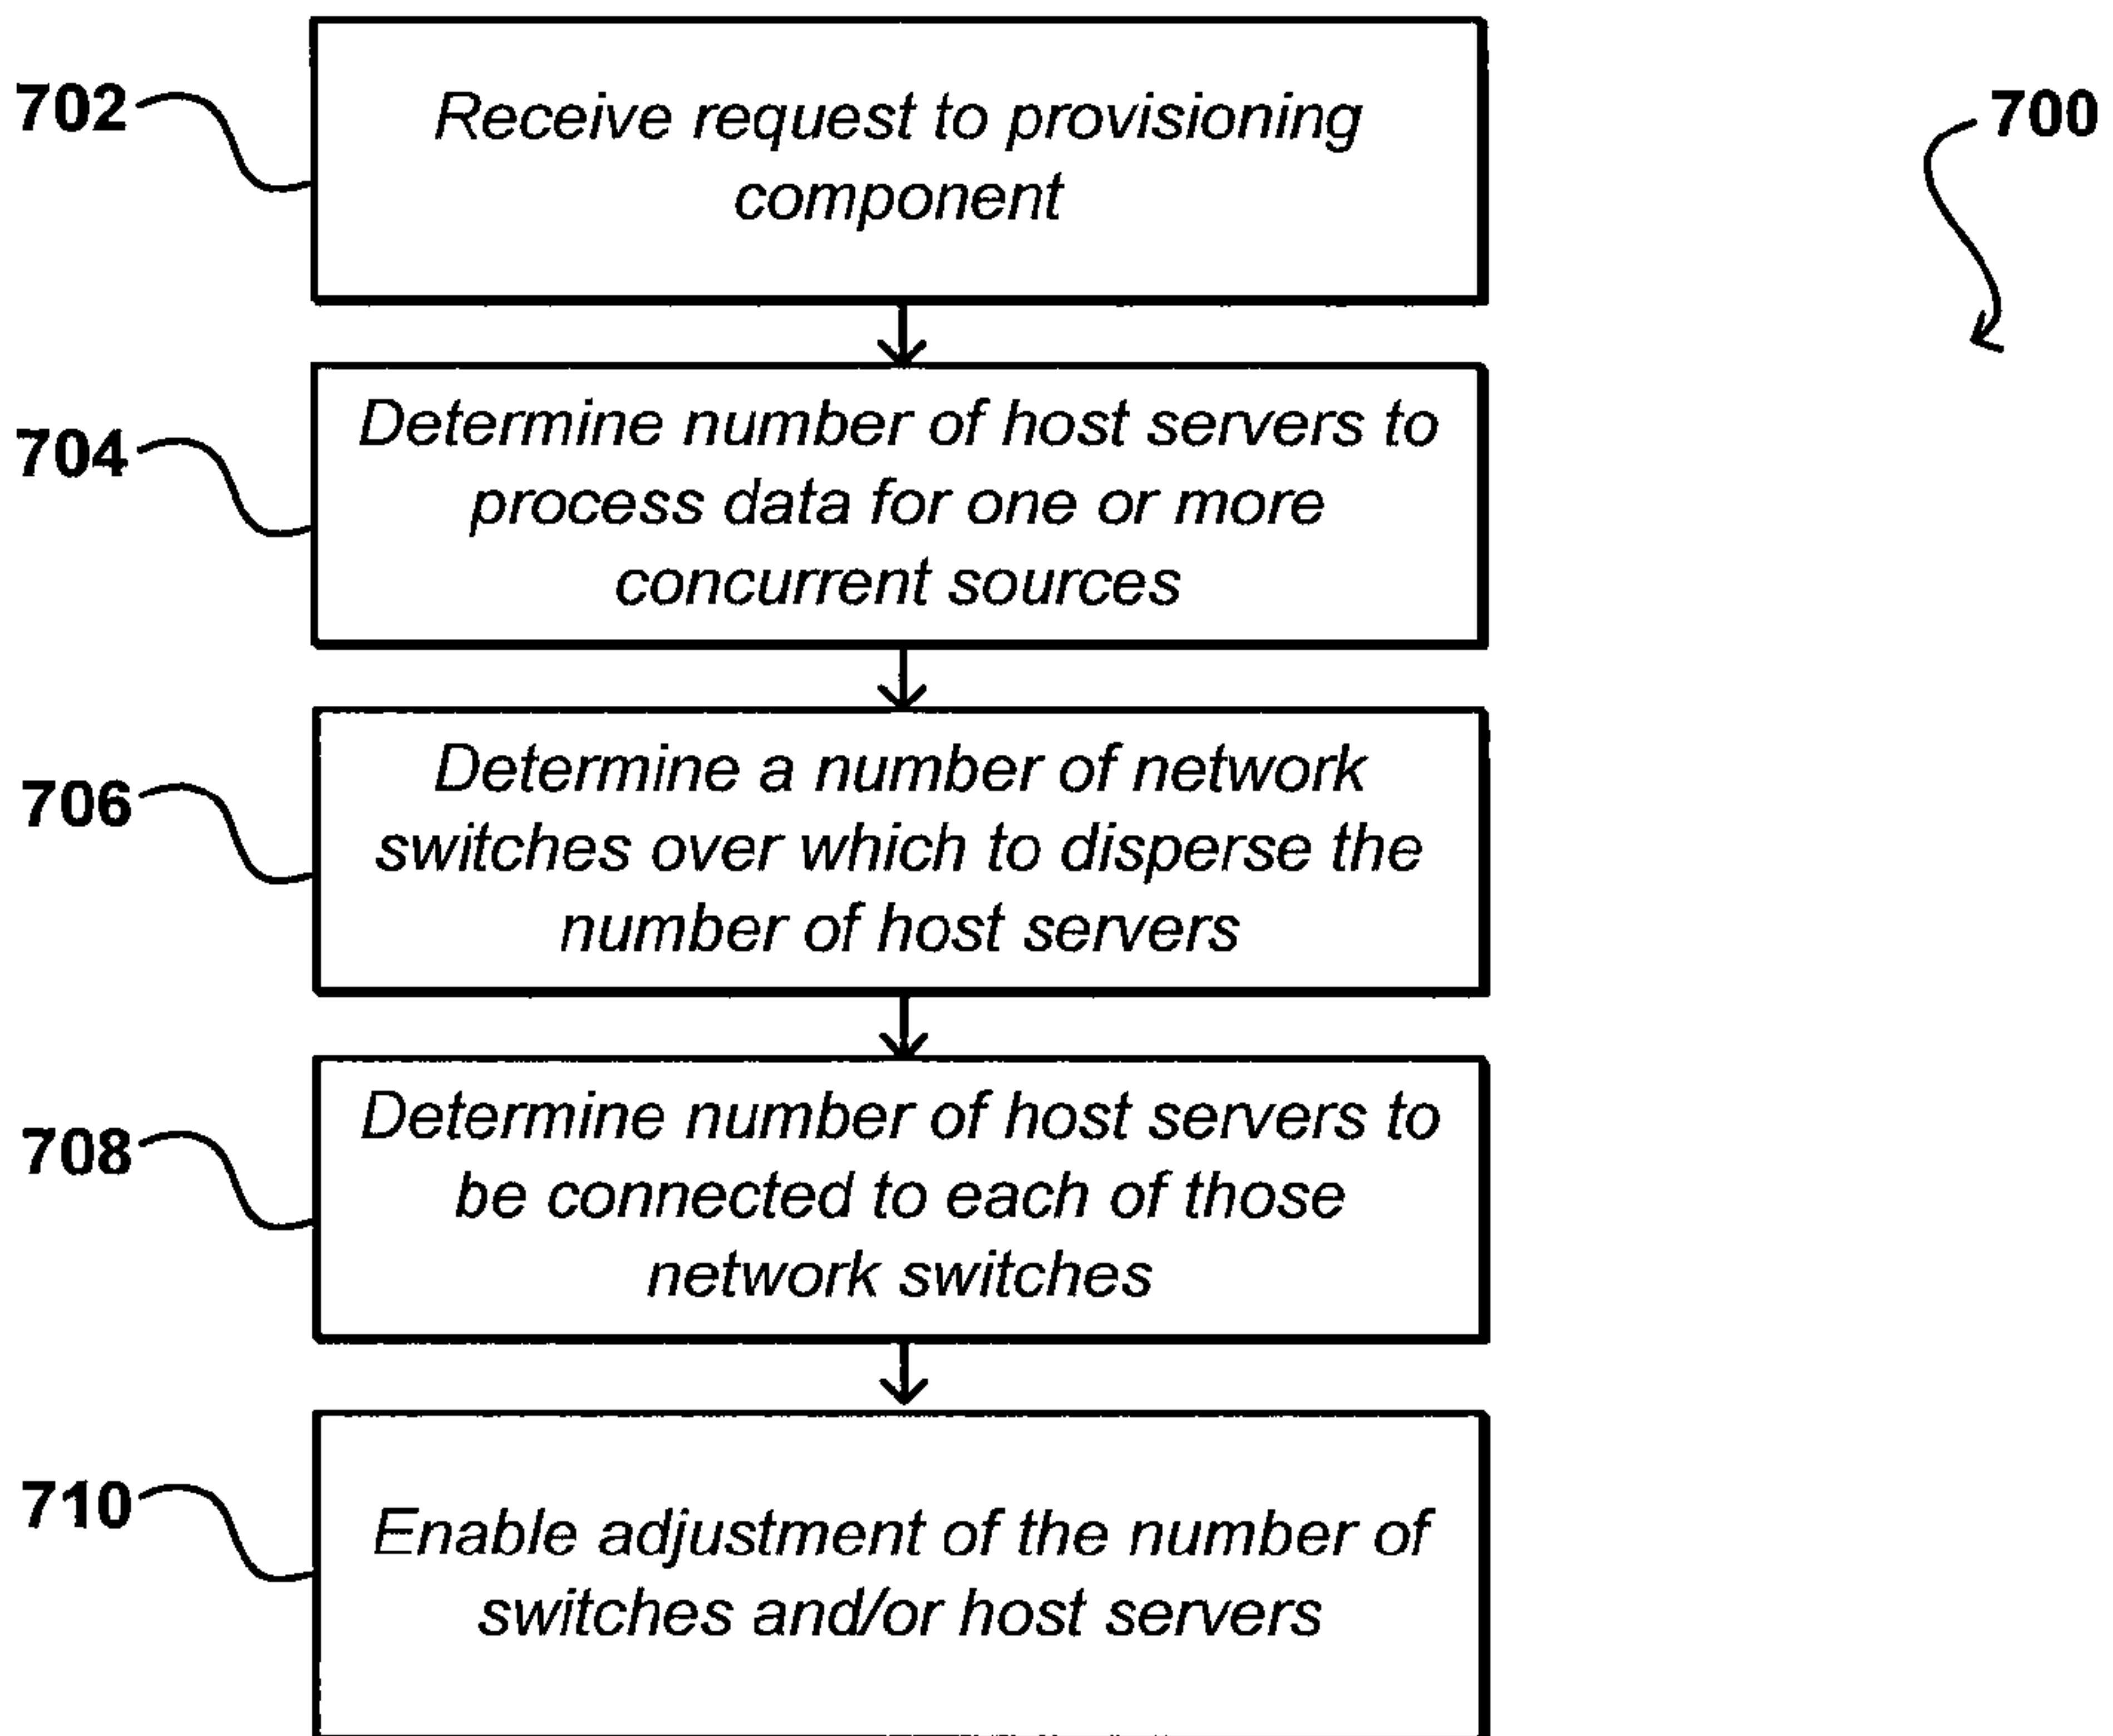 702
Receive request to provisioning
component
700
704
Determine number of host servers to
process data for one or more
concurrent sources
706
Determine a number of network
switches over which to disperse the
number of host servers
708
Determine number of host servers to
be connected to each of those
network switches
710
Enable adjustment of the number of
switches and/or host servers